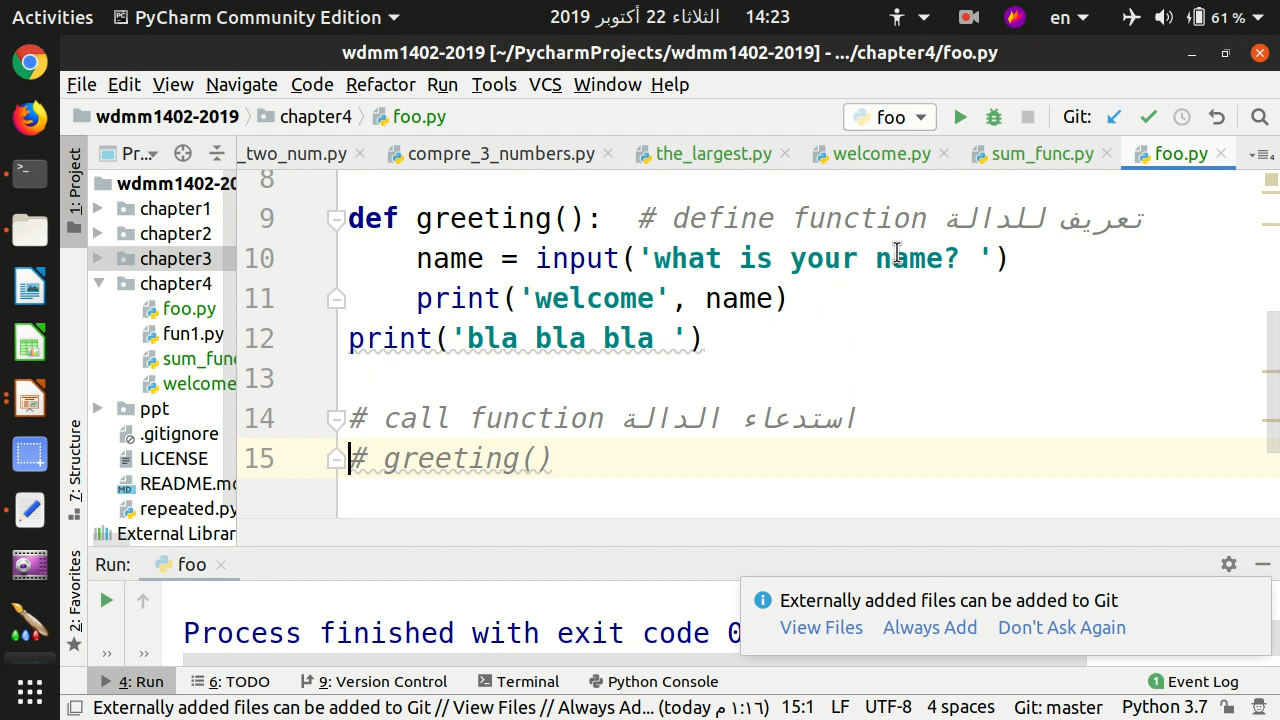 Activities PyCharm Community Edition الثلاثاء 22 أكتوبر 2019 14:23 en 61 %
wdmm1402-2019 [~/PycharmProjects/wdmm1402-2019] - .../chapter4/foo.py
File Edit View Navigate Code Refactor Run Tools VCS Window Help
wdmm1402-2019 chapter4 foo.py foo Git:
1: Project
Pr... _two_num.py compre_3_numbers.py the_largest.py welcome.py sum_func.py foo.py 4
wdmm1402-20
chapter1
chapter2
chapter3
chapter4
foo.py
fun1.py
sum_fun
welcome
ppt
.gitignore
LICENSE
README.m
repeated.py
External Librar
8
9 def greeting(): # define function تعريف للدالة
10 name = input('what is your name? ')
11 print('welcome', name)
12 print('bla bla bla ')
13
14 # call function استدعاء الدالة
15 # greeting()
7: Structure
2: Favorites
Run: foo
Process finished with exit code 0
Externally added files can be added to Git
View Files Always Add Don't Ask Again
4: Run 6: TODO 9: Version Control Terminal Python Console 1 Event Log
Externally added files can be added to Git // View Files // Always Ad... (today م ١:١٦) 15:1 LF UTF-8 4 spaces Git: master Python 3.7